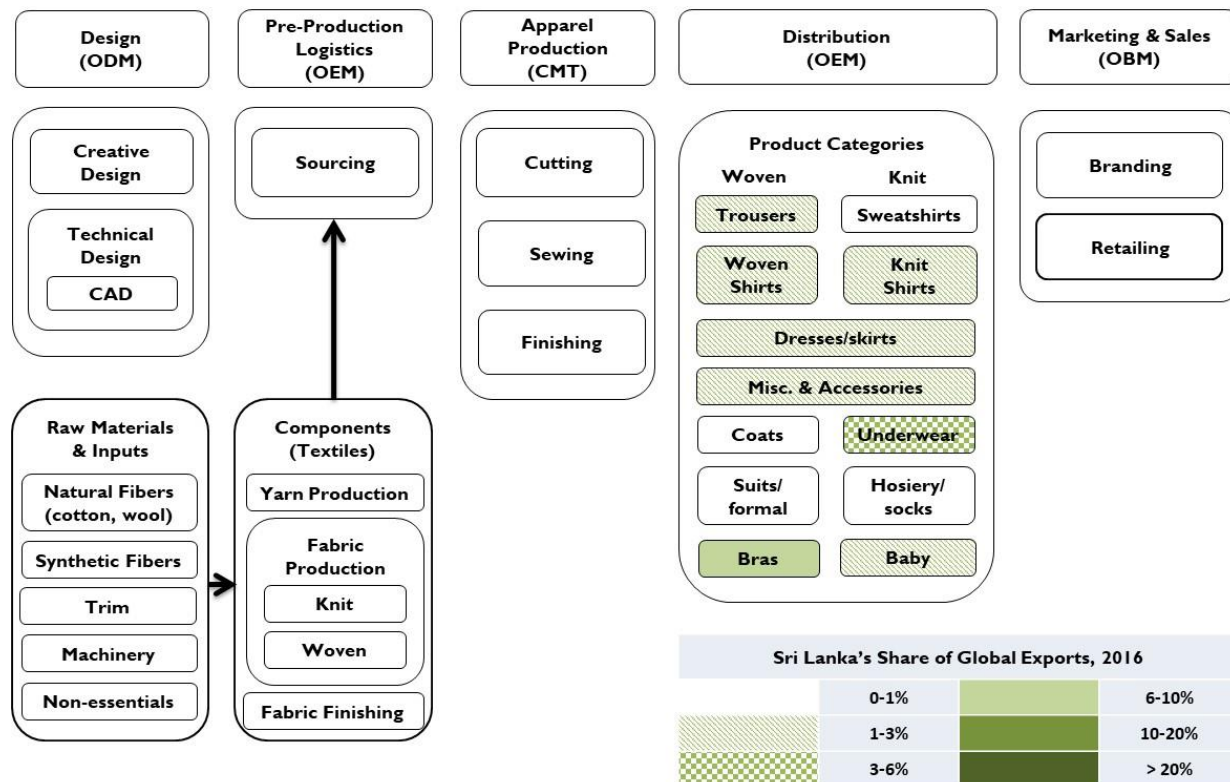 Design
(ODM)
Pre-Production
Logistics
(OEM)
Apparel
Production
(CMT)
Distribution
(OEM)
Marketing & Sales
(OBM)
Creative
Design
Technical
Design
CAD
Sourcing
Cutting
Sewing
Finishing
Product Categories
Woven
Knit
Trousers
Sweatshirts
Woven
Shirts
Knit
Shirts
Dresses/skirts
Misc. & Accessories
Coats
Underwear
Suits/
formal
Hosiery/
socks
Bras
Baby
Branding
Retailing
Raw Materials
& Inputs
Natural Fibers
(cotton, wool)
Synthetic Fibers
Trim
Machinery
Non-essentials
Components
(Textiles)
Yarn Production
Fabric
Production
Knit
Woven
Fabric Finishing
Sri Lanka's Share of Global Exports, 2016
0-1%
6-10%
1-3%
10-20%
3-6%
> 20%